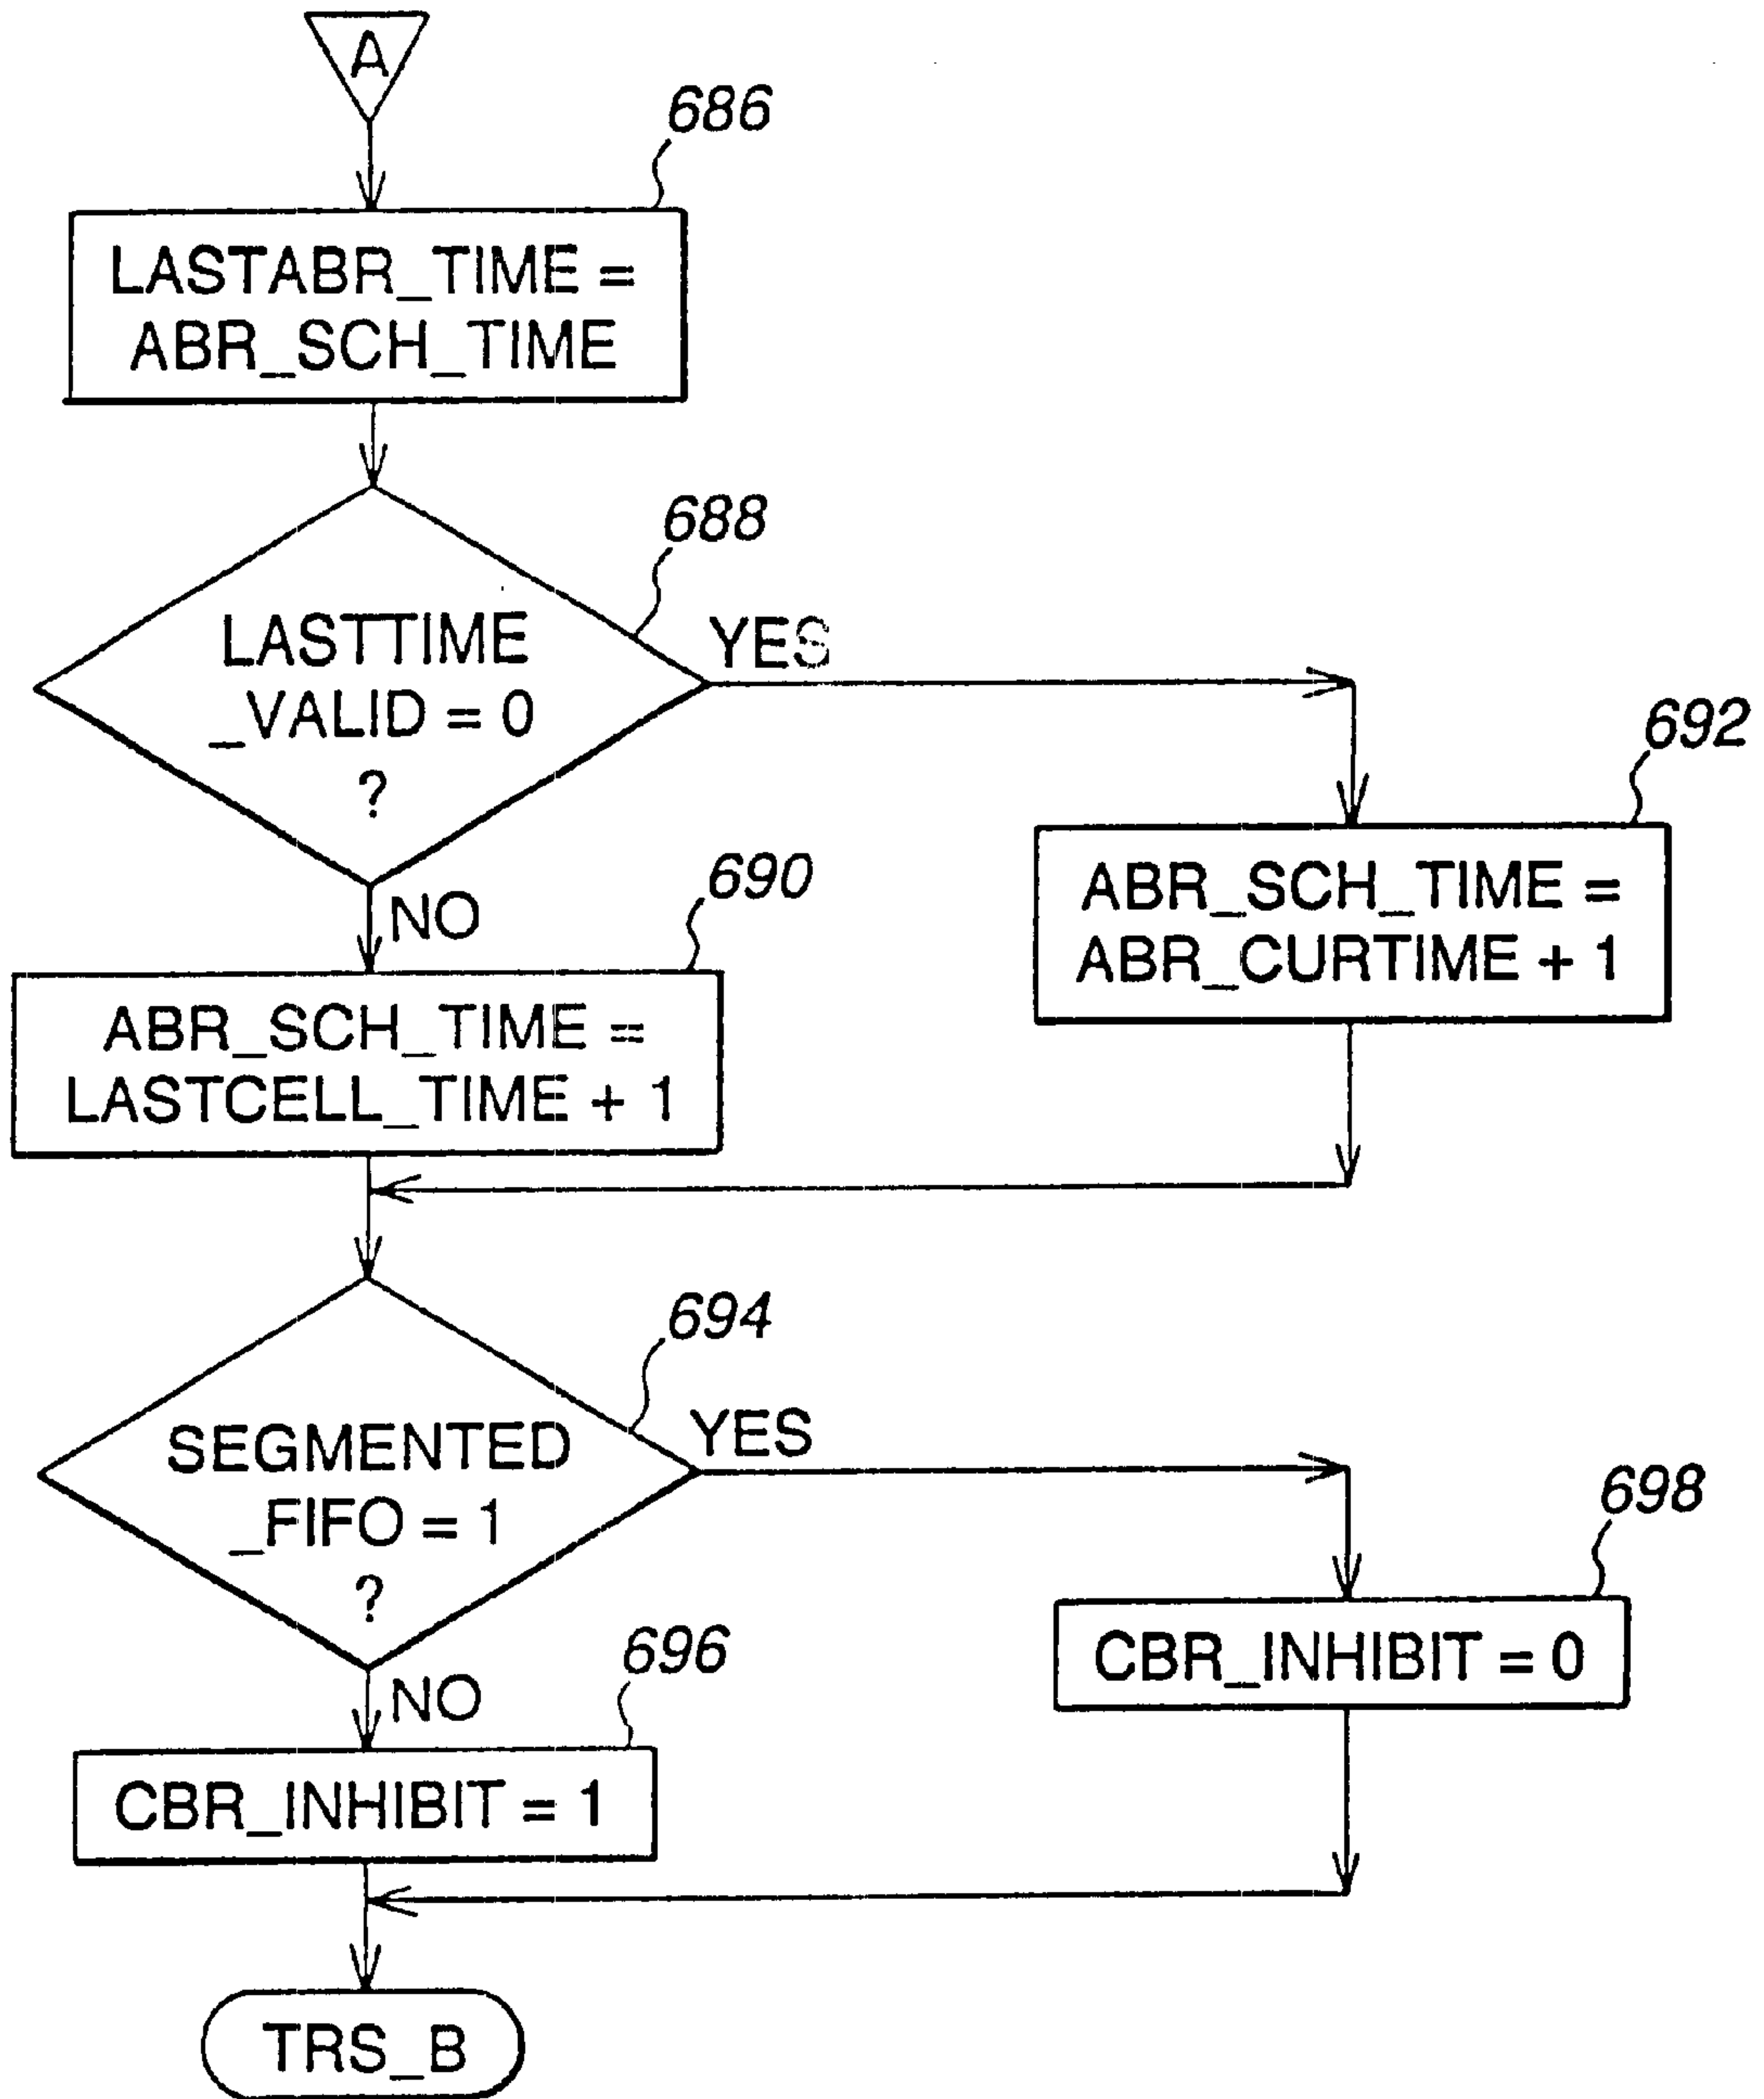 A
686
LASTABR_TIME =
ABR_SCH_TIME
688
LASTTIME
_VALID = 0
?
YES
692
ABR_SCH_TIME =
ABR_CURTIME + 1
NO
690
ABR_SCH_TIME =
LASTCELL_TIME + 1
694
SEGMENTED
_FIFO = 1
?
YES
698
CBR_INHIBIT = 0
NO
696
CBR_INHIBIT = 1
TRS_B